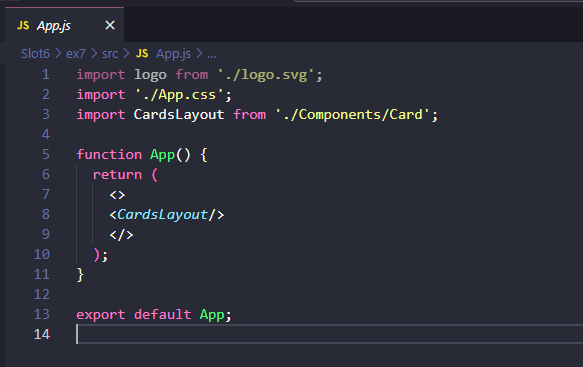 JS App.js ×
Slot6 > ex7 > src > JS App.js > ...
1 import logo from './logo.svg';
2 import './App.css';
3 import CardsLayout from './Components/Card';
4
5 function App() {
6 return (
7 <>
8 <CardsLayout/>
9 </>
10 );
11 }
12
13 export default App;
14